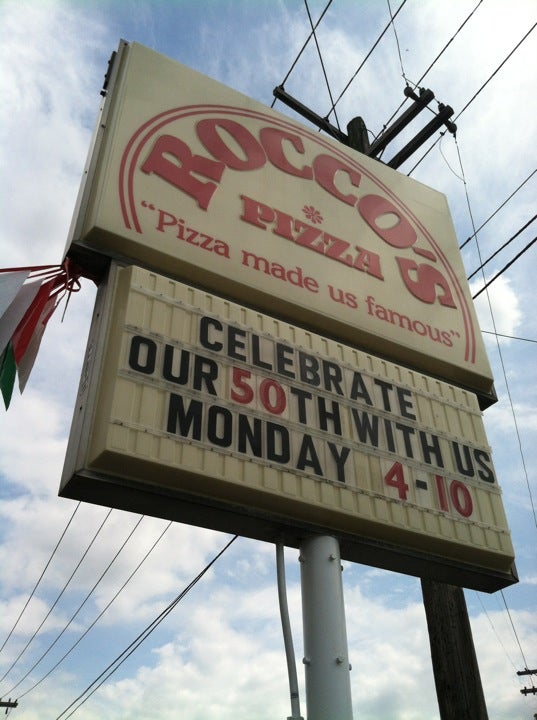 ROCCO'S
PIZZA
"Pizza made us famous"
CELEBRATE
OUR 50TH WITH US
MONDAY 4-10